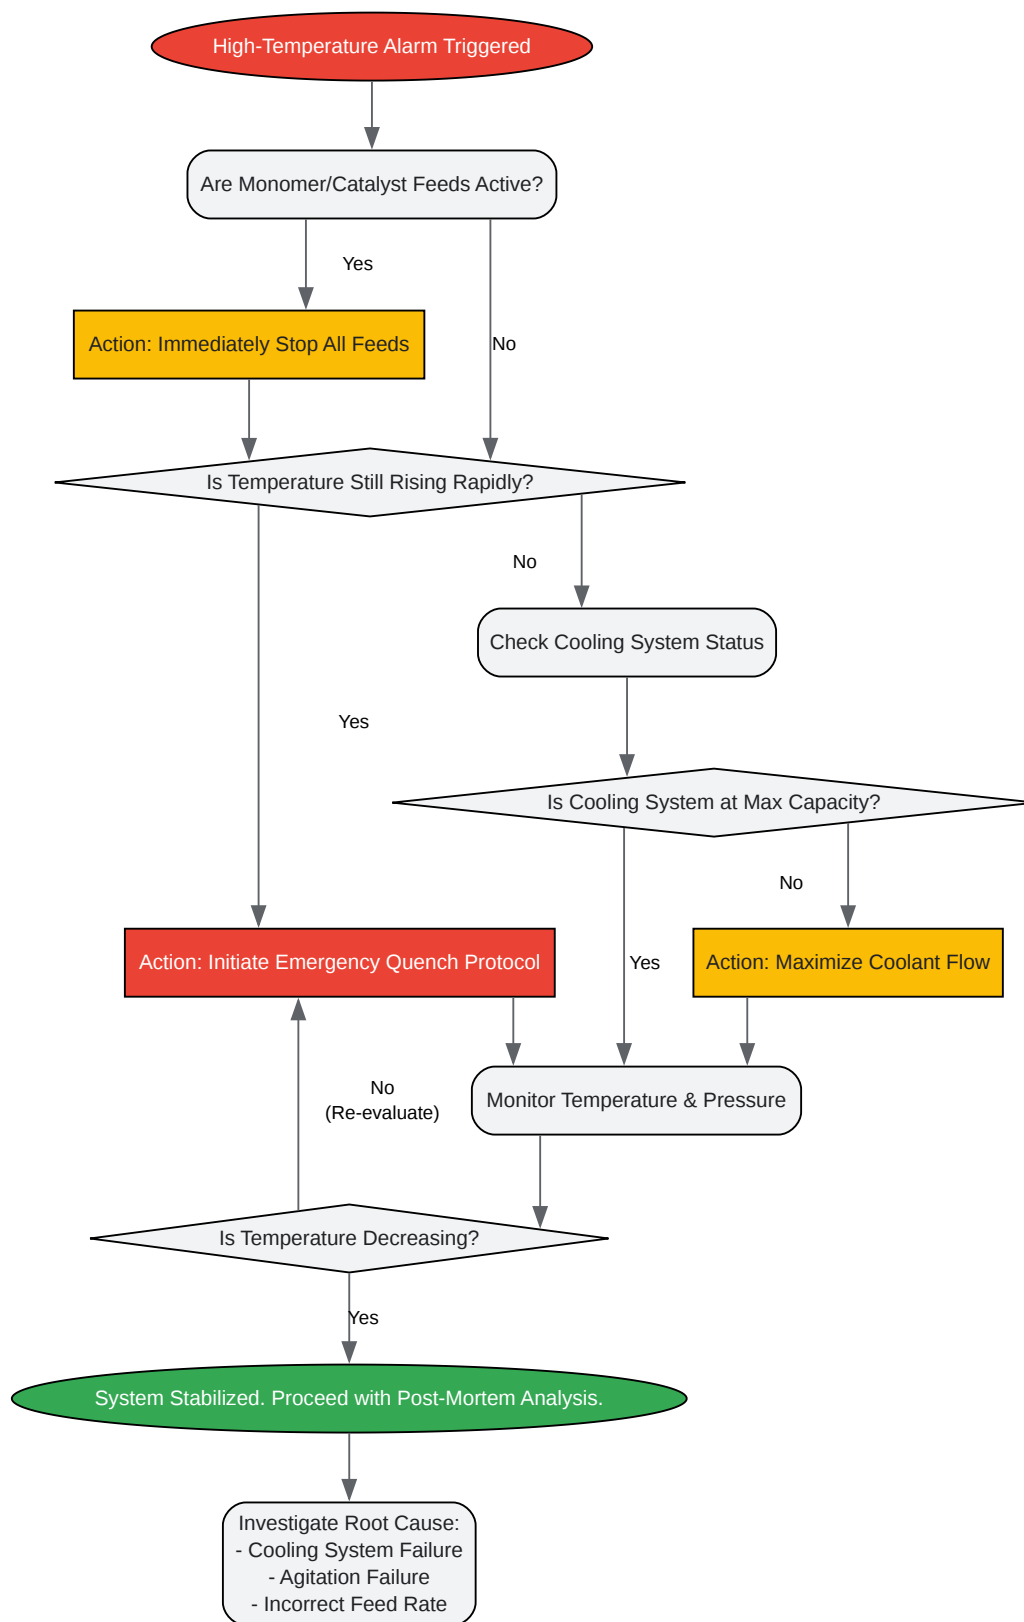 High-Temperature Alarm Triggered
Are Monomer/Catalyst Feeds Active?
Yes
Action: Immediately Stop All Feeds
No
Is Temperature Still Rising Rapidly?
No
Check Cooling System Status
Yes
Is Cooling System at Max Capacity?
No
Action: Initiate Emergency Quench Protocol
Yes
Action: Maximize Coolant Flow
No
(Re-evaluate)
Monitor Temperature & Pressure
Is Temperature Decreasing?
Yes
System Stabilized. Proceed with Post-Mortem Analysis.
Investigate Root Cause:
- Cooling System Failure
- Agitation Failure
- Incorrect Feed Rate